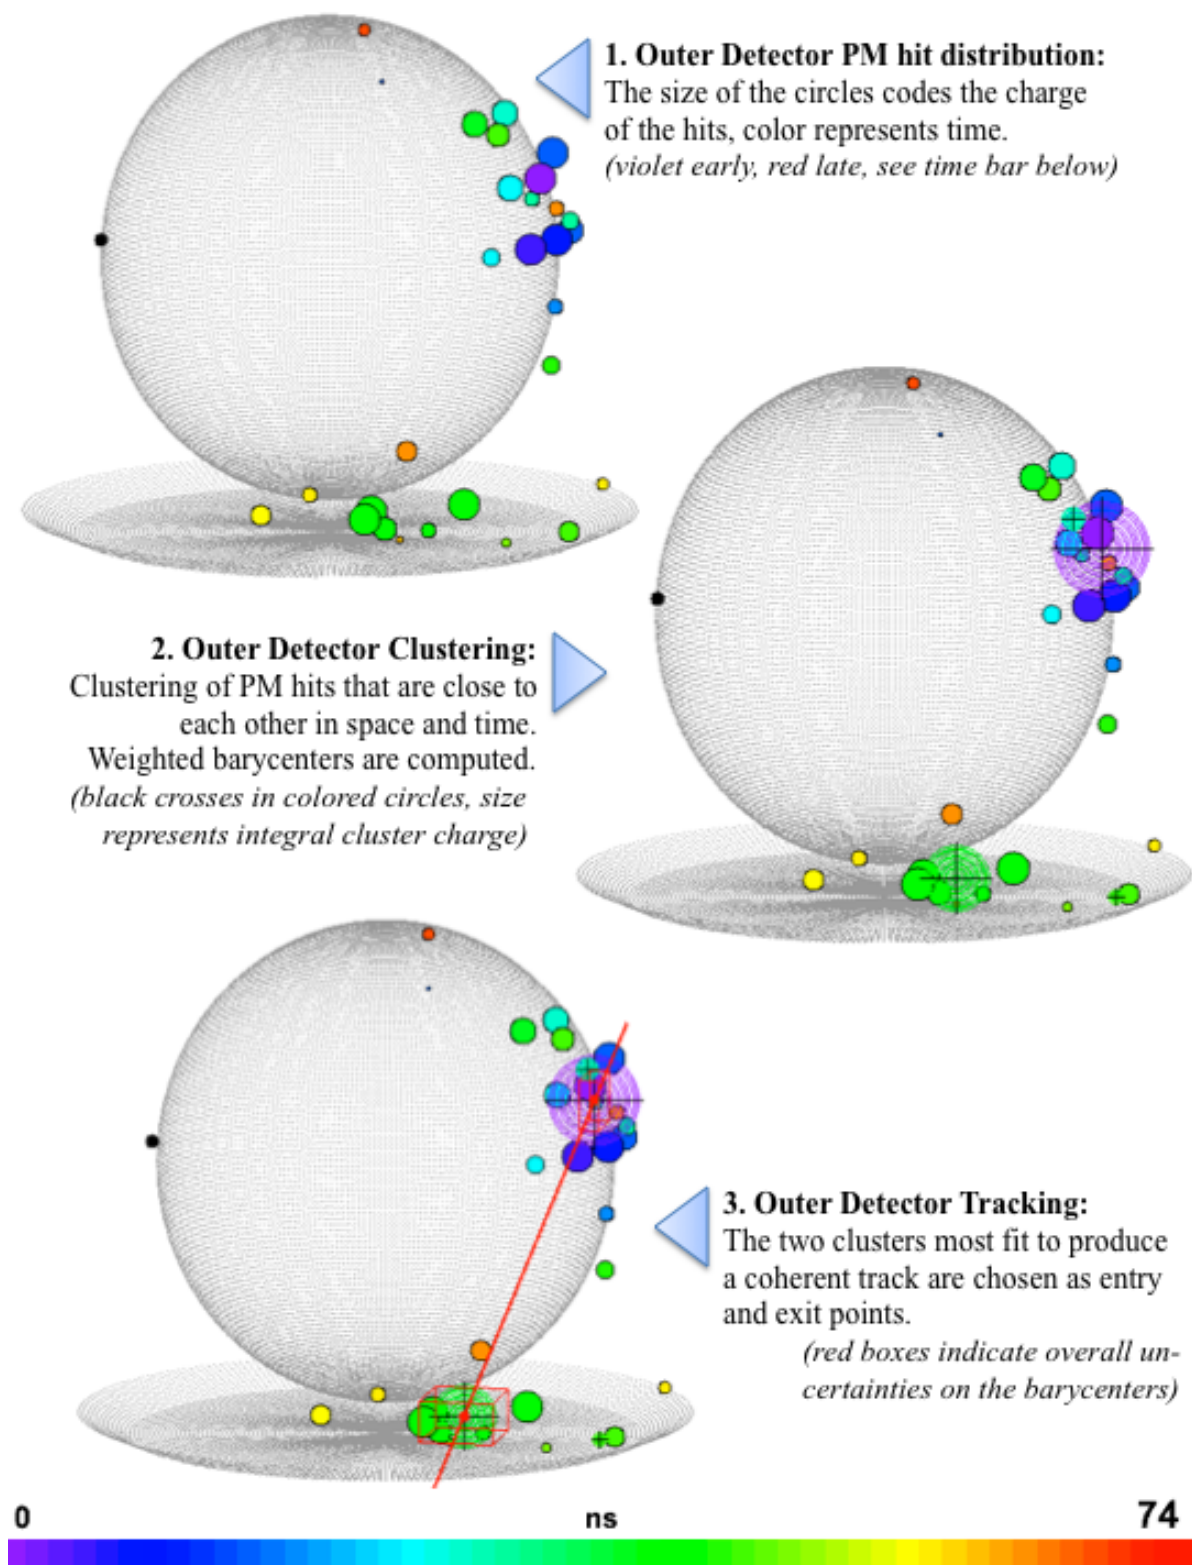 1. Outer Detector PM hit distribution:
The size of the circles codes the charge
of the hits, color represents time.
(violet early, red late, see time bar below)
2. Outer Detector Clustering:
Clustering of PM hits that are close to
each other in space and time.
Weighted barycenters are computed.
(black crosses in colored circles, size
represents integral cluster charge)
3. Outer Detector Tracking:
The two clusters most fit to produce
a coherent track are chosen as entry
and exit points.
(red boxes indicate overall un-
certainties on the barycenters)
0 ns 74